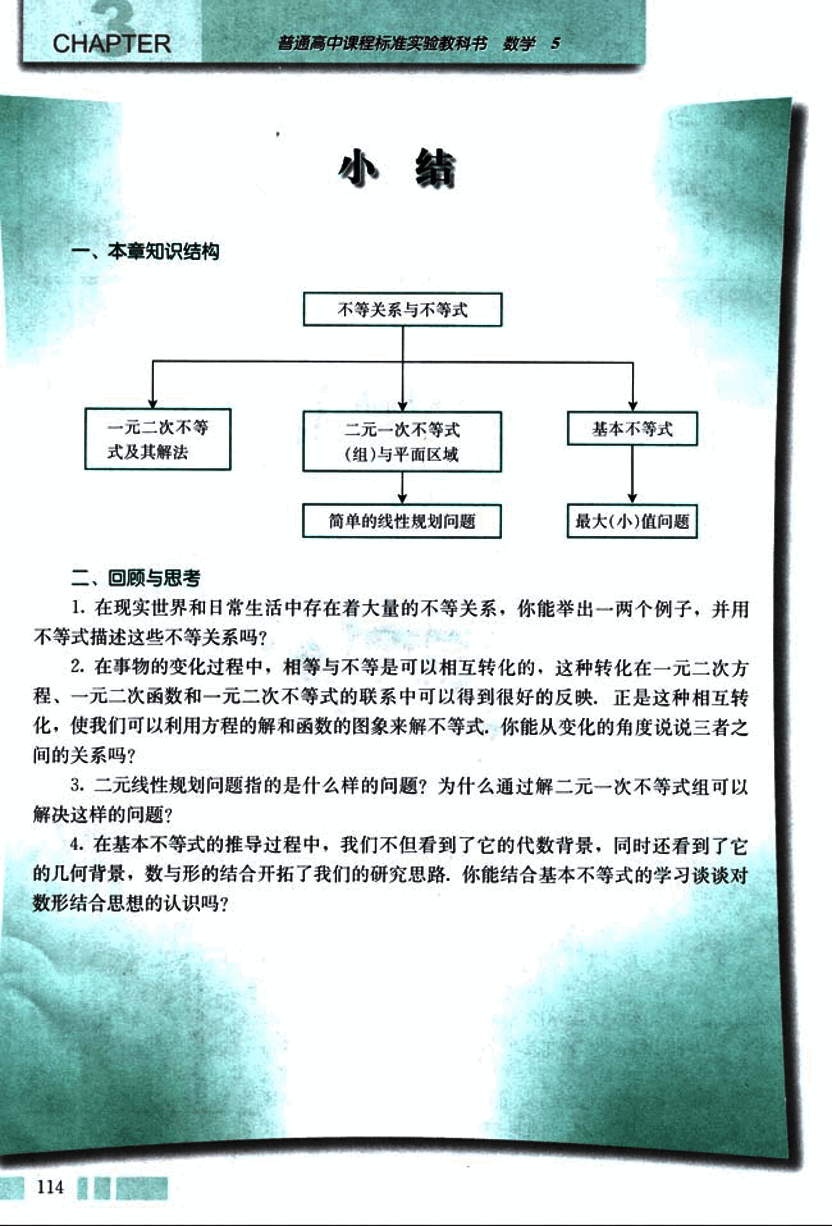 3
CHAPTER
普通高中课程标准实验教科书 数学 5
小 结
一、本章知识结构
不等关系与不等式
一元二次不等
式及其解法
二元一次不等式
(组)与平面区域
基本不等式
简单的线性规划问题
最大(小)值问题
二、回顾与思考
1. 在现实世界和日常生活中存在着大量的不等关系，你能举出一两个例子，并用
不等式描述这些不等关系吗?
2. 在事物的变化过程中，相等与不等是可以相互转化的，这种转化在一元二次方
程、一元二次函数和一元二次不等式的联系中可以得到很好的反映. 正是这种相互转
化，使我们可以利用方程的解和函数的图象来解不等式. 你能从变化的角度说说三者之
间的关系吗?
3. 二元线性规划问题指的是什么样的问题? 为什么通过解二元一次不等式组可以
解决这样的问题?
4. 在基本不等式的推导过程中，我们不但看到了它的代数背景，同时还看到了它
的几何背景，数与形的结合开拓了我们的研究思路. 你能结合基本不等式的学习谈谈对
数形结合思想的认识吗?
114